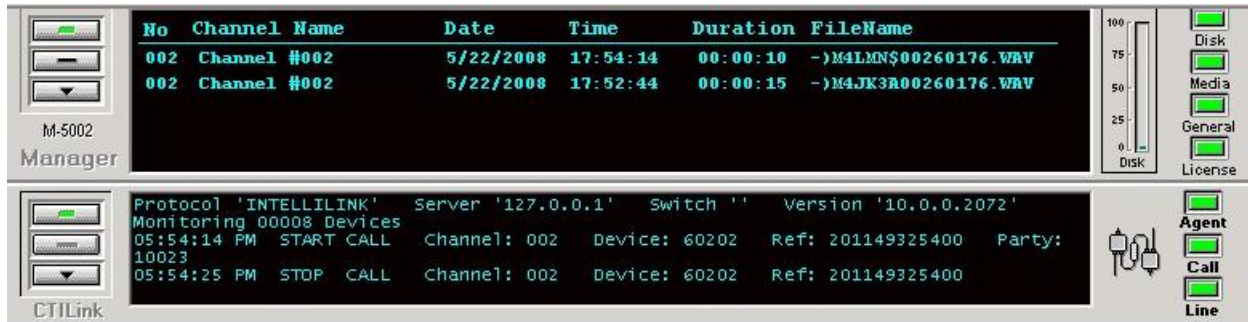 No Channel Name Date Time Duration FileName
002 Channel #002 5/22/2008 17:54:14 00:00:10 -)M4LMN$00260176.WAV
002 Channel #002 5/22/2008 17:52:44 00:00:15 -)M4JK3A00260176.WAV
M-5002
Manager
100
75
50
25
0
Disk
Disk
Media
General
License
Protocol 'INTELLILINK' Server '127.0.0.1' Switch '' Version '10.0.0.2072'
Monitoring 00008 Devices
05:54:14 PM START CALL Channel: 002 Device: 60202 Ref: 201149325400 Party:
10023
05:54:25 PM STOP CALL Channel: 002 Device: 60202 Ref: 201149325400
CTILink
Agent
Call
Line